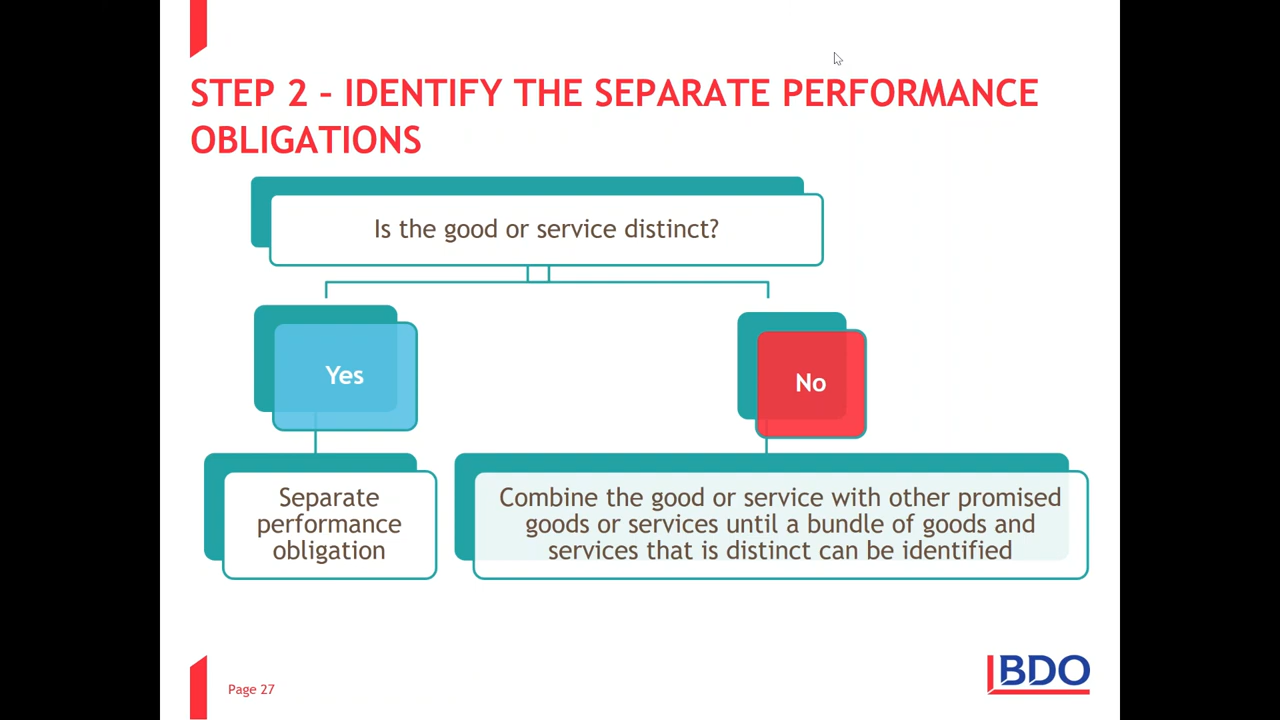 STEP 2 – IDENTIFY THE SEPARATE PERFORMANCE
OBLIGATIONS
Is the good or service distinct?
Yes
No
Separate
performance
obligation
Combine the good or service with other promised
goods or services until a bundle of goods and
services that is distinct can be identified
Page 27
BDO